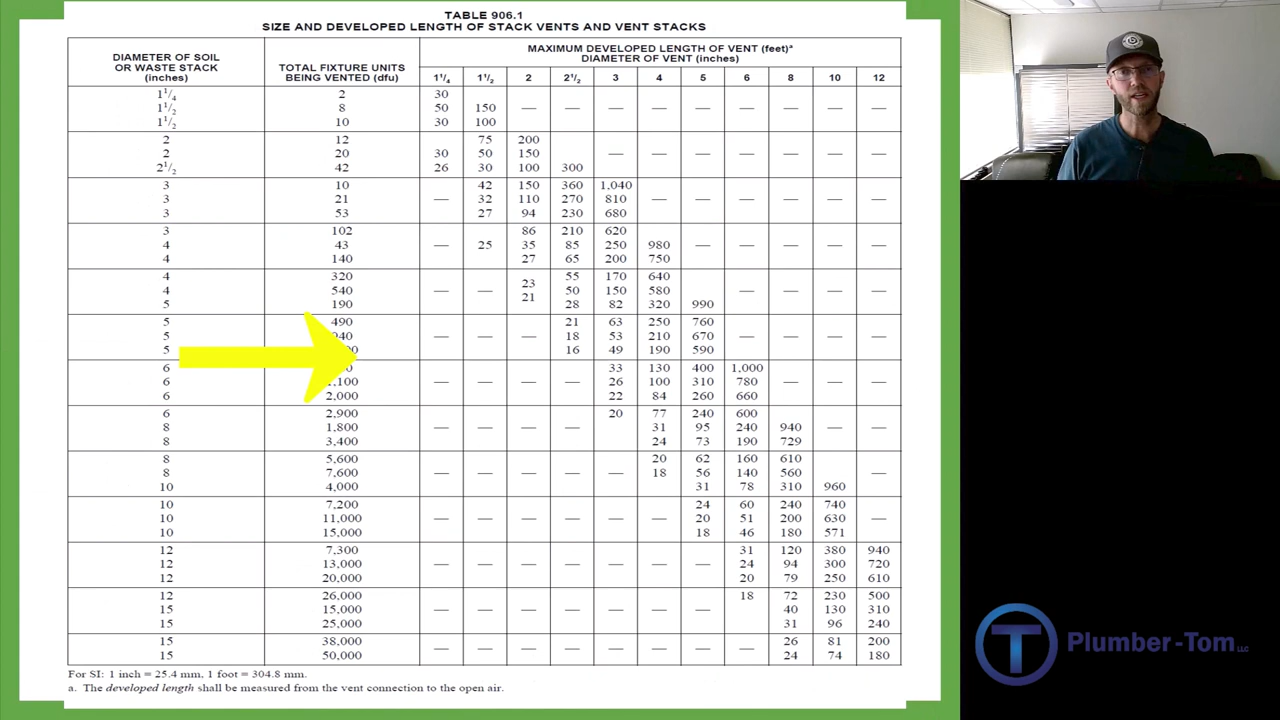 TABLE 906.1
SIZE AND DEVELOPED LENGTH OF STACK VENTS AND VENT STACKS
DIAMETER OF SOIL OR WASTE STACK (inches)
TOTAL FIXTURE UNITS BEING VENTED (dfu)
MAXIMUM DEVELOPED LENGTH OF VENT (feet)ᵃ
DIAMETER OF VENT (inches)
1¹/₄ 1¹/₂ 2 2¹/₂ 3 4 5 6 8 10 12
1¹/₄ 2 30
1¹/₂ 8 50 150 — — — — — — — — —
1¹/₂ 10 30 100
2 12 75 200
2 20 30 50 150 — — — — — — —
2¹/₂ 42 26 30 100 300
3 10 42 150 360 1,040
3 21 — 32 110 270 810 — — — — — —
3 53 27 94 230 680
3 102 86 210 620
4 43 — 25 35 85 250 980 — — — — —
4 140 27 65 200 750
4 320 23 55 170 640
4 540 — — 50 150 580 — — — —
5 190 21 28 82 320 990
5 490 21 63 250 760
5 — — — 18 53 210 670 — — — —
5 16 49 190 590
6 33 130 400 1,000
6 — — — — 26 100 310 780 — — —
6 2,000 22 84 260 660
6 2,900 20 77 240 600
8 1,800 — — — — 31 95 240 940 — —
8 3,400 24 73 190 729
8 5,600 20 62 160 610
8 7,600 — — — — — 18 56 140 560 —
10 4,000 31 78 310 960
10 7,200 24 60 240 740
10 11,000 — — — — — — 20 51 200 630 —
10 15,000 18 46 180 571
12 7,300 31 120 380 940
12 13,000 — — — — — — — 24 94 300 720
12 20,000 20 79 250 610
12 26,000 18 72 230 500
15 15,000 — — — — — — — 40 130 310
15 25,000 31 96 240
15 38,000 26 81 200
15 50,000 — — — — — — — — 24 74 180
For SI: 1 inch = 25.4 mm, 1 foot = 304.8 mm.
a. The developed length shall be measured from the vent connection to the open air.
T Plumber-Tom LLC